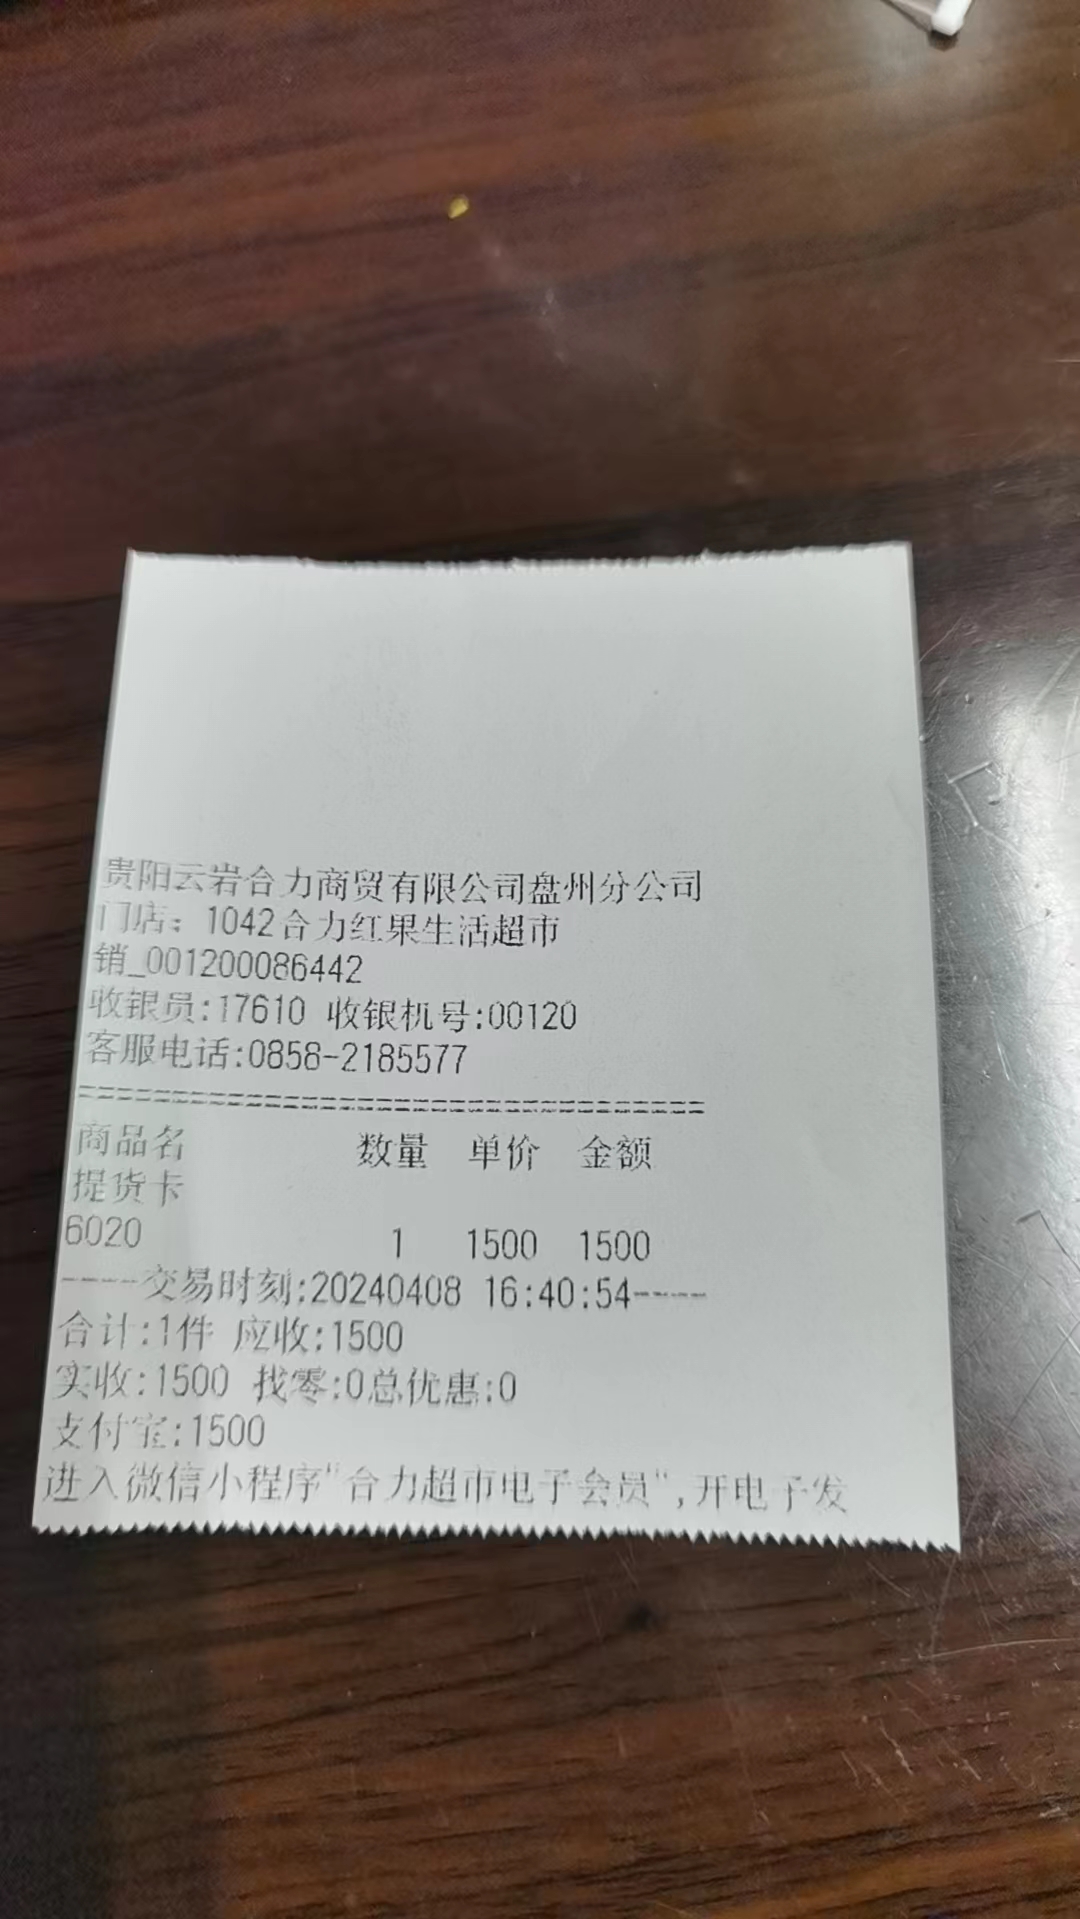 贵阳云岩合力商贸有限公司盘州分公司
门店：1042合力红果生活超市
销_001200086442
收银员:17610 收银机号:00120
客服电话:0858-2185577
==================================
商品名 数量 单价 金额
提货卡
6020 1 1500 1500
----交易时刻:20240408 16:40:54----
合计:1件 应收:1500
实收:1500 找零:0总优惠:0
支付宝:1500
进入微信小程序"合力超市电子会员",开电子发